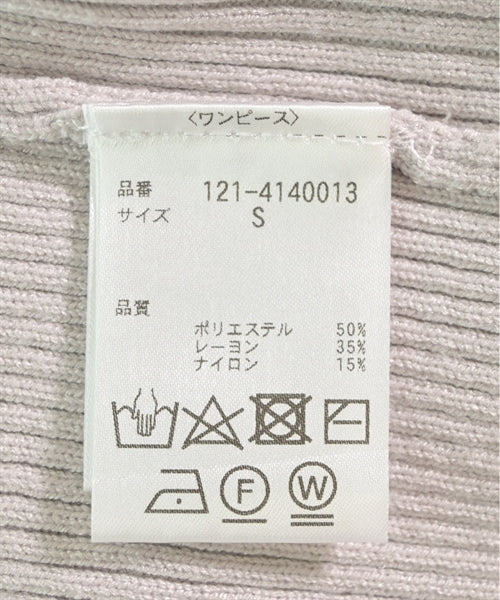 〈ワンピース〉
品番 121-4140013
サイズ S
品質
ポリエステル 50%
レーヨン 35%
ナイロン 15%
F W